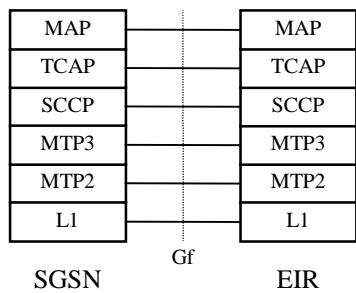 MAP MAP
TCAP TCAP
SCCP SCCP
MTP3 MTP3
MTP2 MTP2
L1 L1
Gf
SGSN EIR